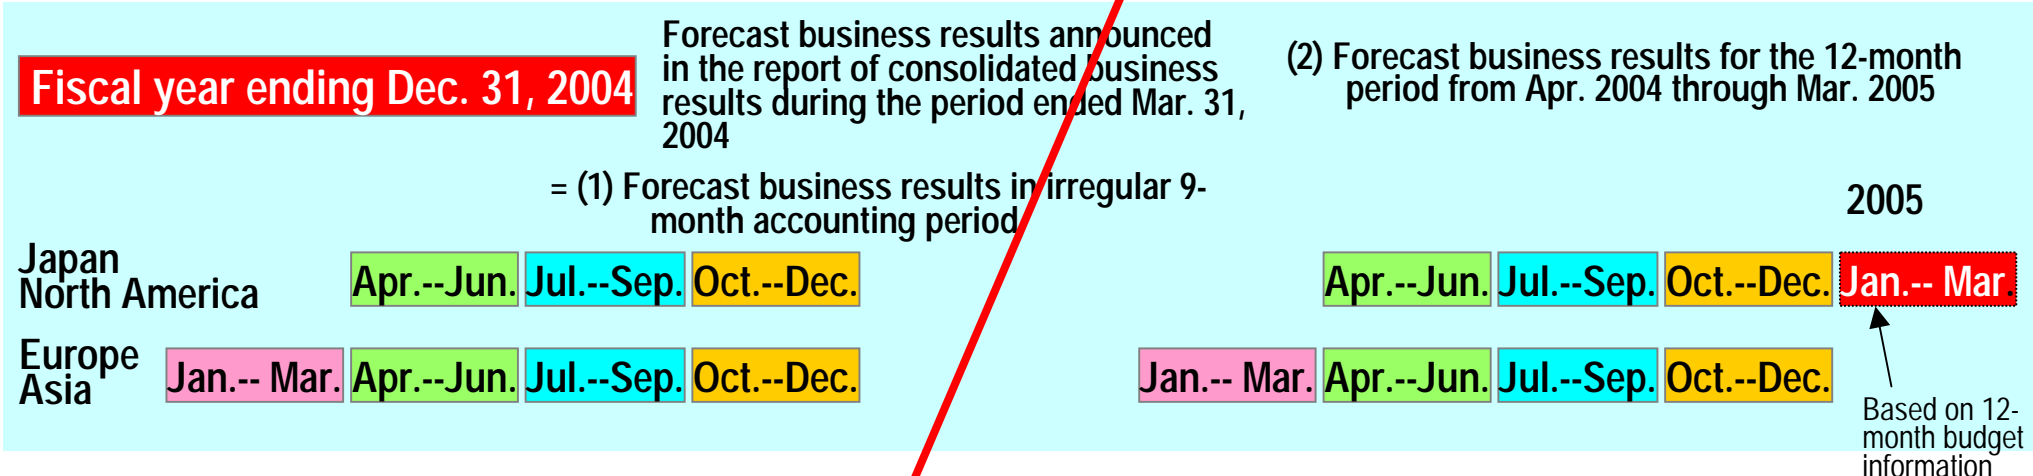 Fiscal year ending Dec. 31, 2004
Forecast business results announced
in the report of consolidated business
results during the period ended Mar. 31,
2004
= (1) Forecast business results in irregular 9-
month accounting period
(2) Forecast business results for the 12-month
period from Apr. 2004 through Mar. 2005
2005
Japan
North America
Apr.--Jun. Jul.--Sep. Oct.--Dec.
Apr.--Jun. Jul.--Sep. Oct.--Dec. Jan.-- Mar.
Europe
Asia
Jan.-- Mar. Apr.--Jun. Jul.--Sep. Oct.--Dec.
Jan.-- Mar. Apr.--Jun. Jul.--Sep. Oct.--Dec.
Based on 12-
month budget
information